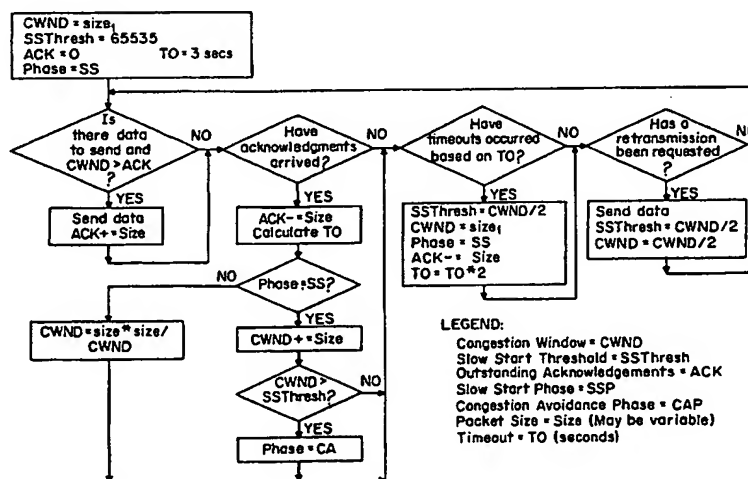 CWND = size₁
SSThresh = 65535
ACK = 0 TO = 3 secs
Phase = SS
Is
there data
to send and
CWND > ACK
?
NO
YES
Send data
ACK+= Size
Have
acknowledgments
arrived?
NO
YES
ACK-= Size
Calculate TO
Phase = SS?
NO
YES
CWND = size * size /
CWND
CWND += Size
CWND >
SSThresh?
NO
YES
Phase = CA
Have
timeouts occurred
based on TO?
NO
YES
SSThresh = CWND/2
CWND = size₁
Phase = SS
ACK-= Size
TO = TO*2
Has a
retransmission
been requested
?
NO
YES
Send data
SSThresh = CWND/2
CWND = CWND/2
LEGEND:
Congestion Window = CWND
Slow Start Threshold = SSThresh
Outstanding Acknowledgements = ACK
Slow Start Phase = SSP
Congestion Avoidance Phase = CAP
Packet Size = Size (May be variable)
Timeout = TO (seconds)